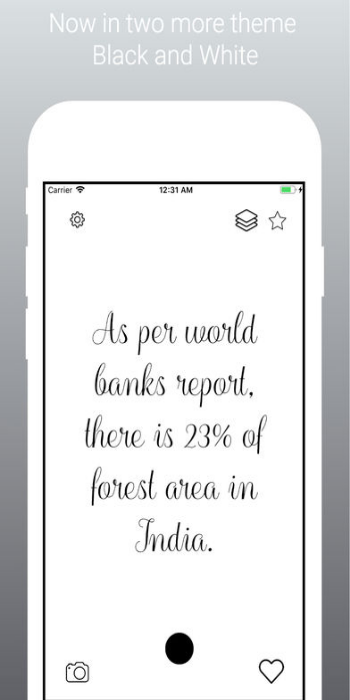 Now in two more theme
Black and White
Carrier 12:31 AM
As per world
banks report,
there is 23% of
forest area in
India.